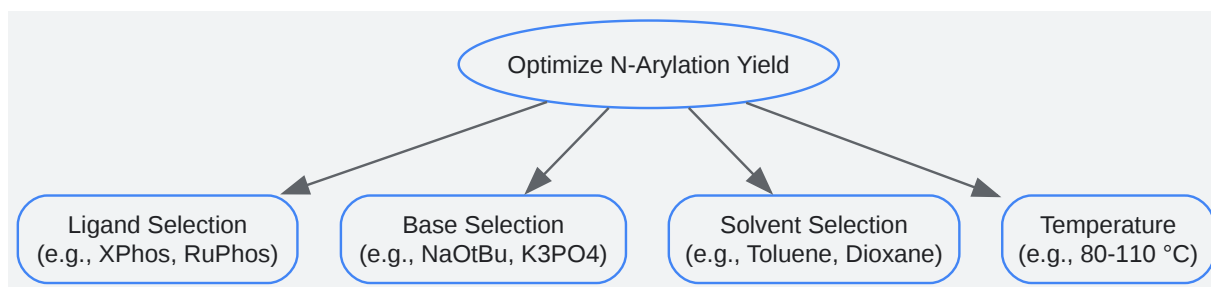 Optimize N-Arylation Yield
Ligand Selection
(e.g., XPhos, RuPhos)
Base Selection
(e.g., NaOtBu, K3PO4)
Solvent Selection
(e.g., Toluene, Dioxane)
Temperature
(e.g., 80-110 °C)